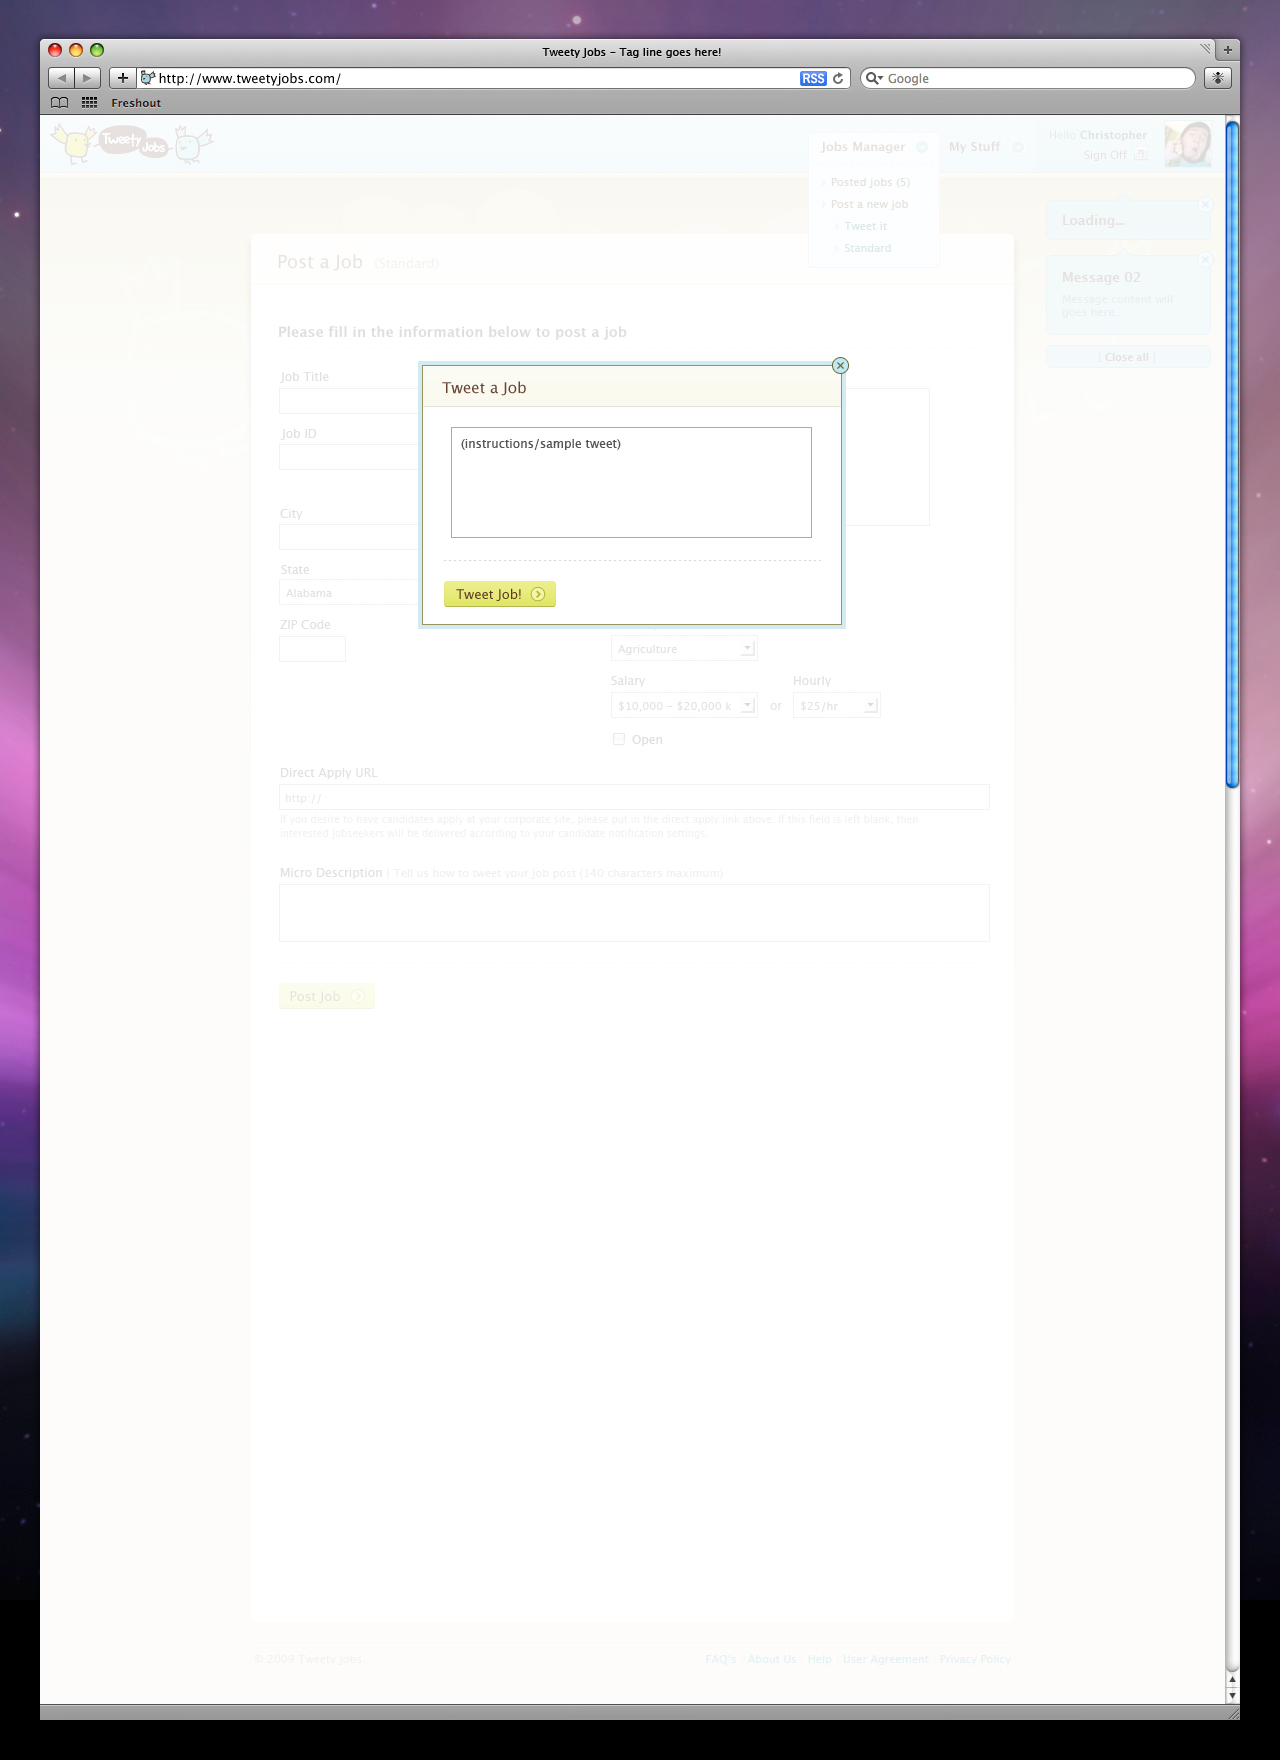 Tweety Jobs – Tag line goes here!
http://www.tweetyjobs.com/
RSS
Google
Freshout
Tweety Jobs
Jobs Manager
My Stuff
Hello Christopher
Sign Off
Posted jobs (5)
Post a new job
Tweet it
Standard
Loading...
Message 02
Message content will
goes here...
| Close all |
Post a Job (Standard)
Please fill in the information below to post a job
Job Title
Job ID
City
State
Alabama
ZIP Code
Tweet a Job
(instructions/sample tweet)
Tweet Job!
Agriculture
Salary
Hourly
$10,000 – $20,000 k
or
$25/hr
Open
Direct Apply URL
http://
If you desire to have candidates apply at your corporate site, please put in the direct apply link above. If this field is left blank, then
interested jobseekers will be delivered according to your candidate notification settings.
Micro Description | Tell us how to tweet your job post (140 characters maximum)
Post Job
© 2009 Tweety Jobs.
FAQ's | About Us | Help | User Agreement | Privacy Policy